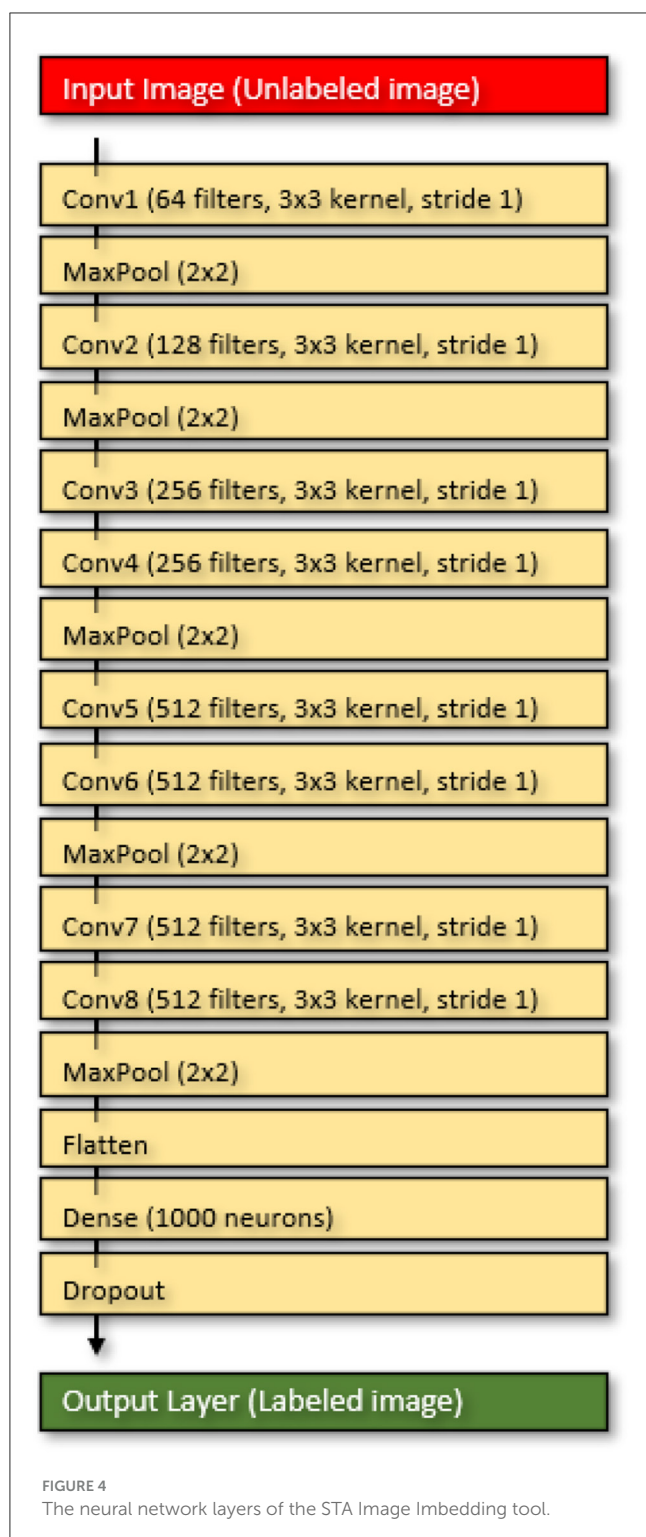 Input Image (Unlabeled image)
Conv1 (64 filters, 3x3 kernel, stride 1)
MaxPool (2x2)
Conv2 (128 filters, 3x3 kernel, stride 1)
MaxPool (2x2)
Conv3 (256 filters, 3x3 kernel, stride 1)
Conv4 (256 filters, 3x3 kernel, stride 1)
MaxPool (2x2)
Conv5 (512 filters, 3x3 kernel, stride 1)
Conv6 (512 filters, 3x3 kernel, stride 1)
MaxPool (2x2)
Conv7 (512 filters, 3x3 kernel, stride 1)
Conv8 (512 filters, 3x3 kernel, stride 1)
MaxPool (2x2)
Flatten
Dense (1000 neurons)
Dropout
Output Layer (Labeled image)
FIGURE 4
The neural network layers of the STA Image Imbedding tool.